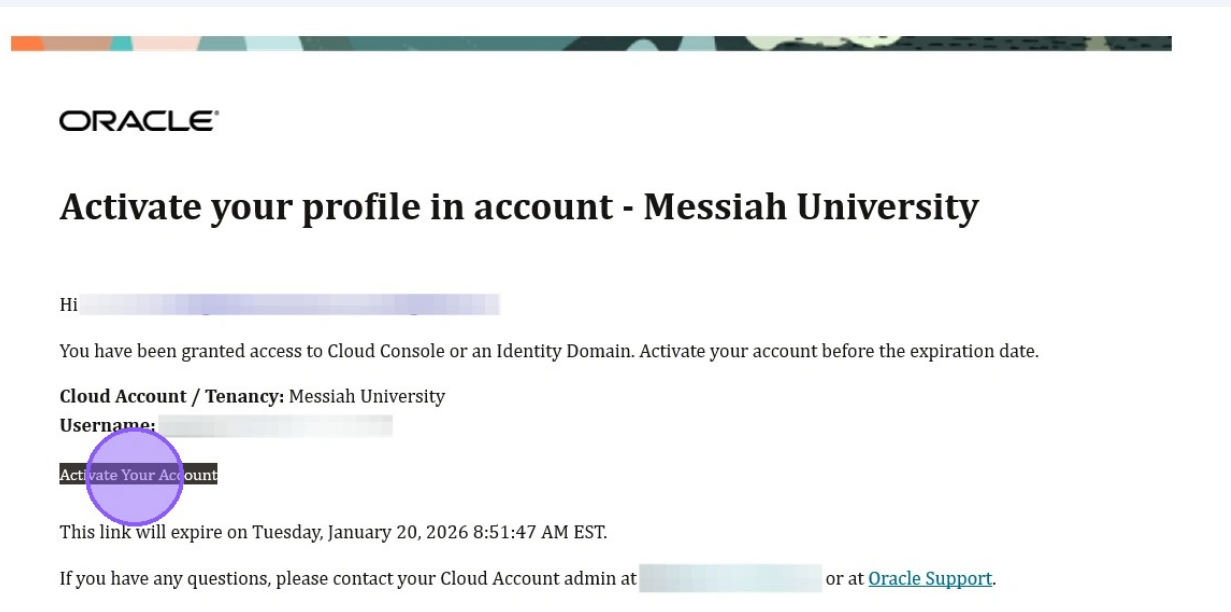 ORACLE®
Activate your profile in account - Messiah University
Hi
You have been granted access to Cloud Console or an Identity Domain. Activate your account before the expiration date.
Cloud Account / Tenancy: Messiah University
Username:
Activate Your Account
This link will expire on Tuesday, January 20, 2026 8:51:47 AM EST.
If you have any questions, please contact your Cloud Account admin at or at Oracle Support.